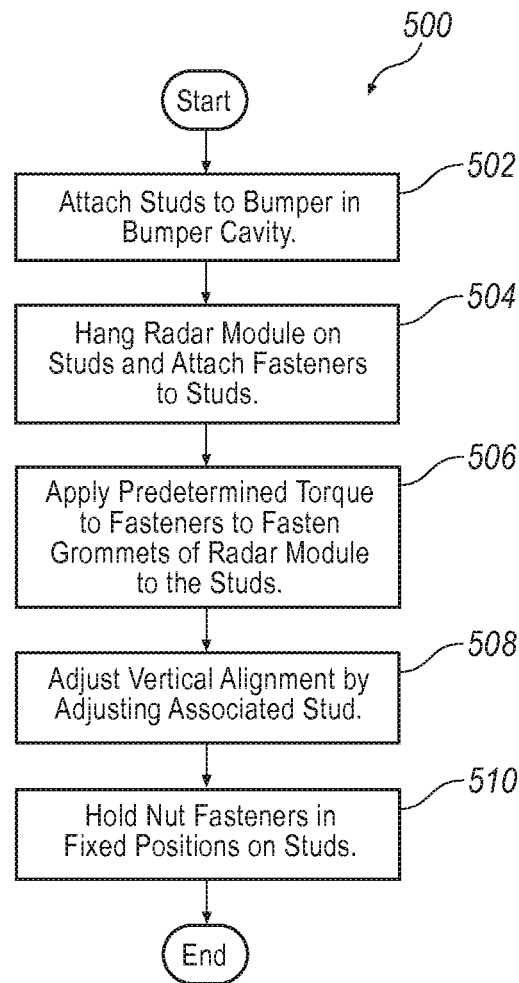 500
Start
502
Attach Studs to Bumper in
Bumper Cavity.
504
Hang Radar Module on
Studs and Attach Fasteners
to Studs.
506
Apply Predetermined Torque
to Fasteners to Fasten
Grommets of Radar Module
to the Studs.
508
Adjust Vertical Alignment by
Adjusting Associated Stud.
510
Hold Nut Fasteners in
Fixed Positions on Studs.
End